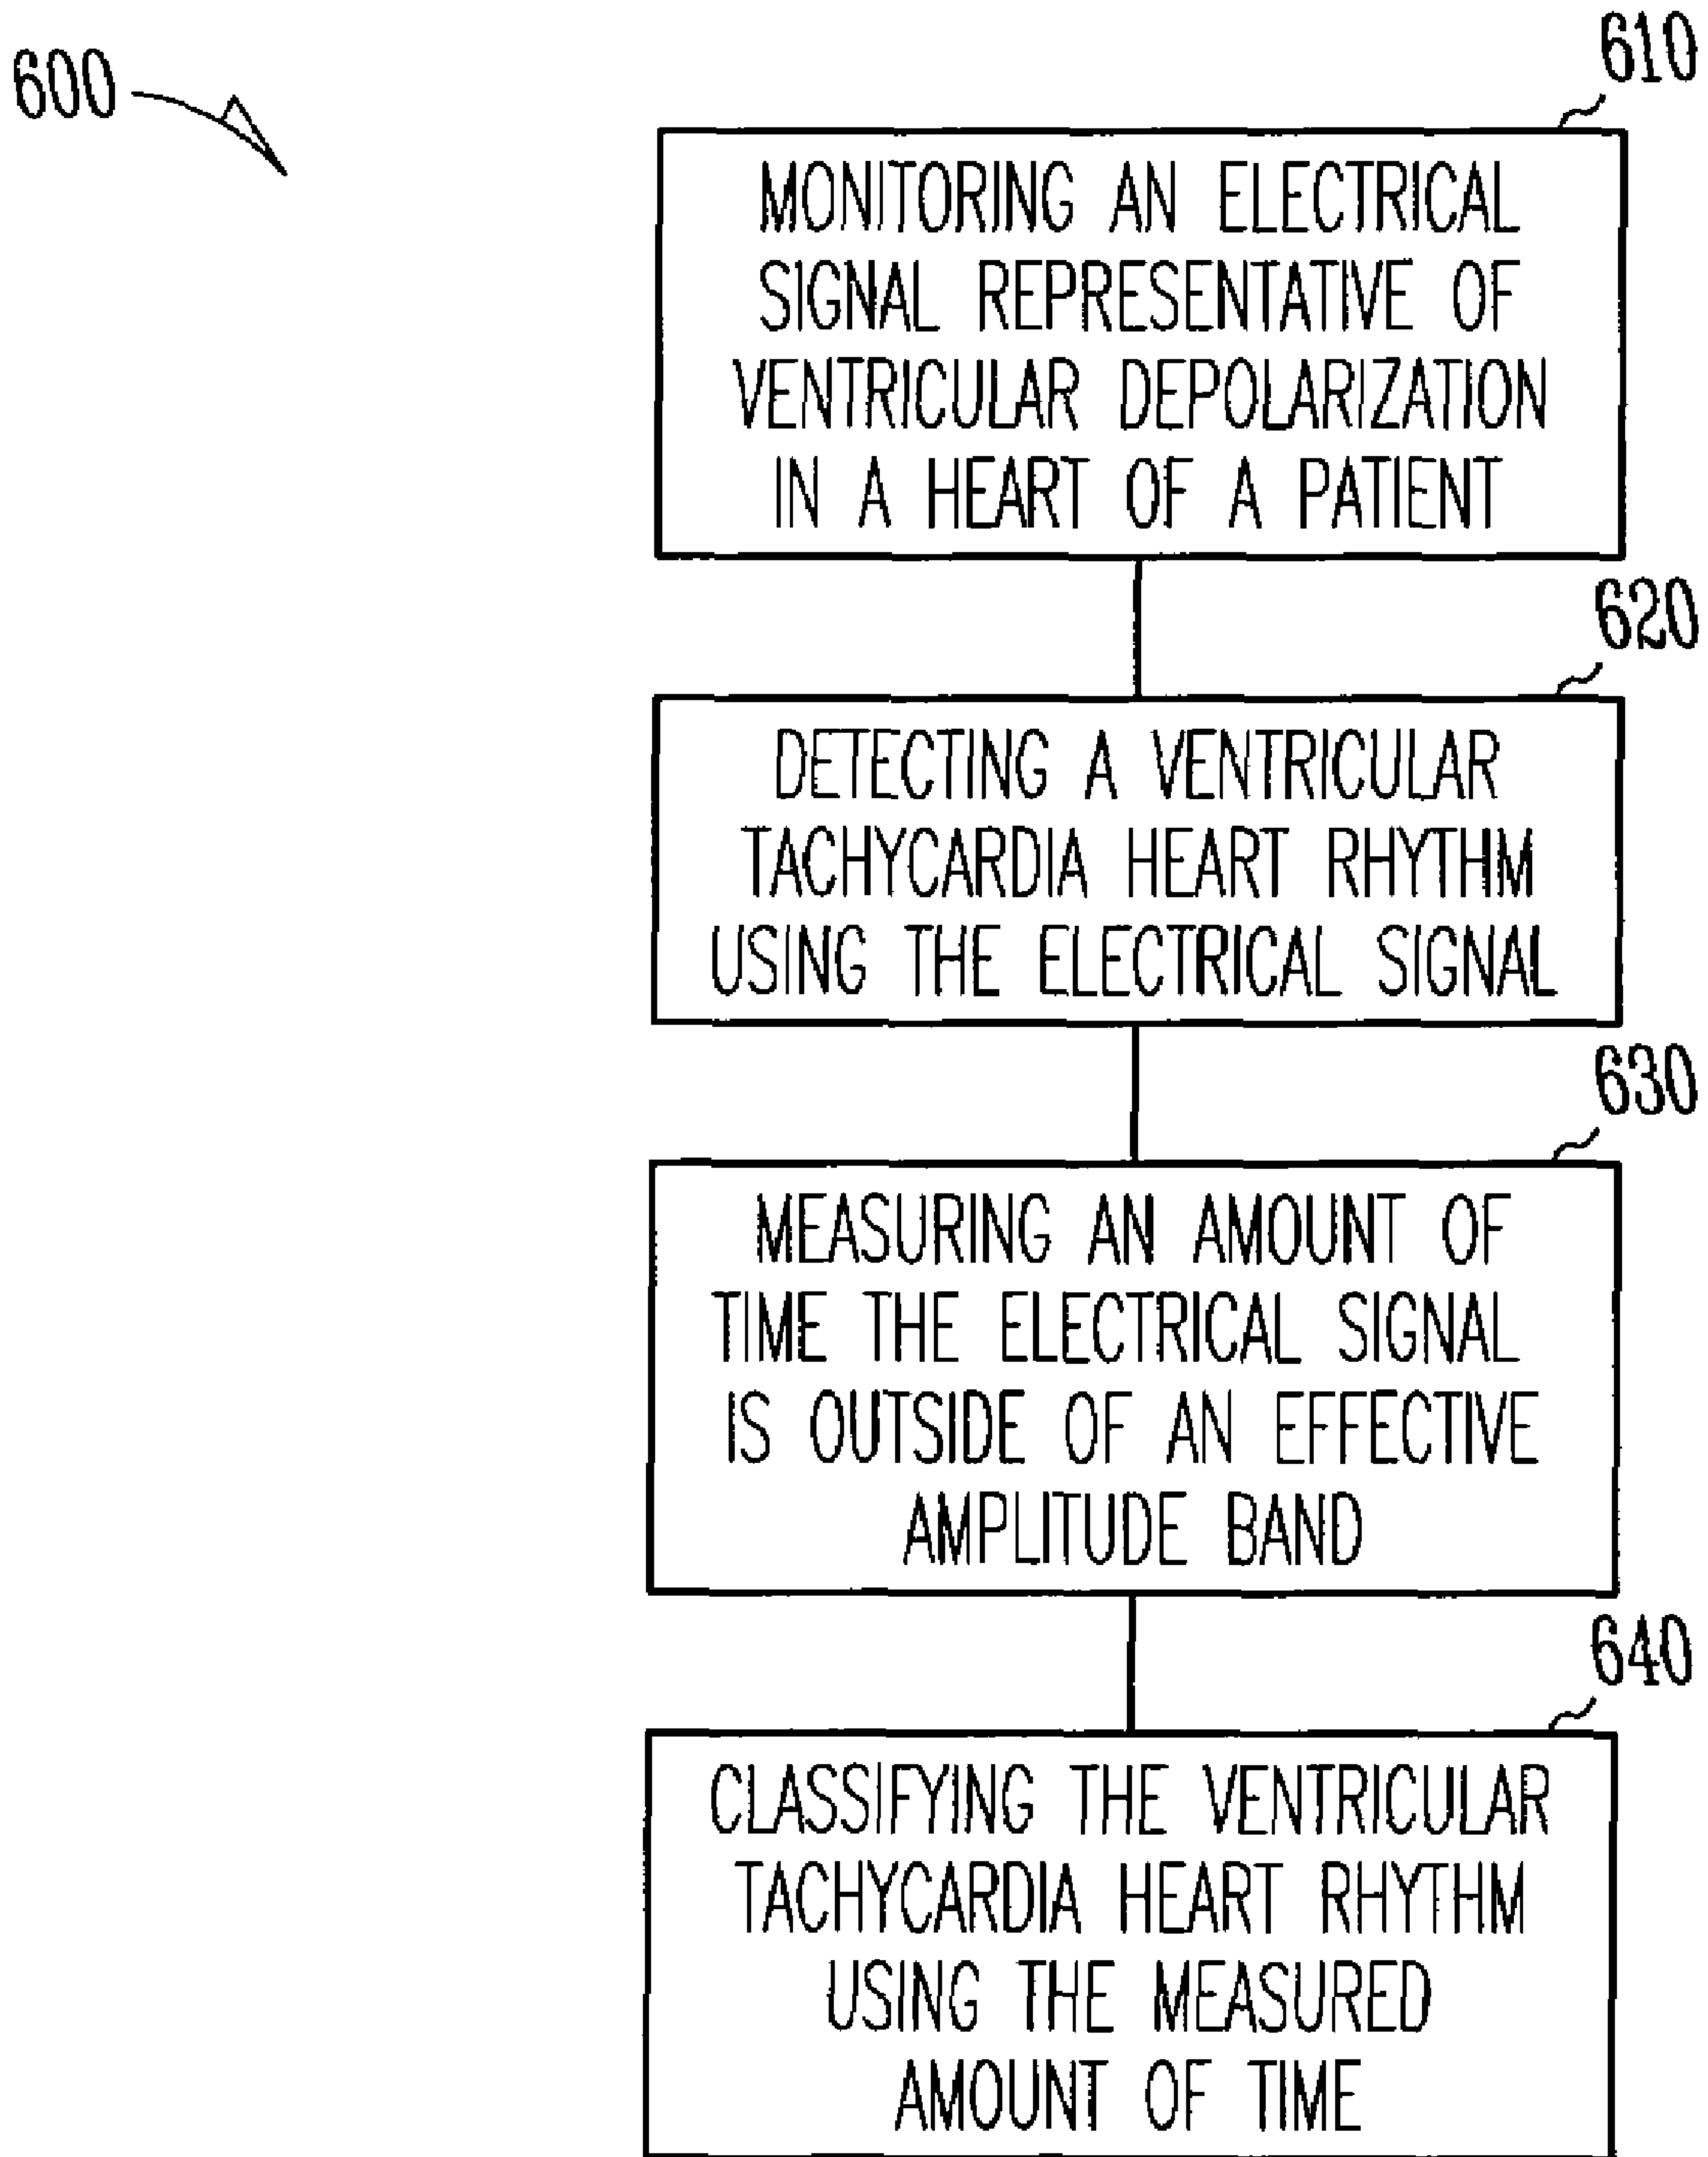 600
610
MONITORING AN ELECTRICAL
SIGNAL REPRESENTATIVE OF
VENTRICULAR DEPOLARIZATION
IN A HEART OF A PATIENT
620
DETECTING A VENTRICULAR
TACHYCARDIA HEART RHYTHM
USING THE ELECTRICAL SIGNAL
630
MEASURING AN AMOUNT OF
TIME THE ELECTRICAL SIGNAL
IS OUTSIDE OF AN EFFECTIVE
AMPLITUDE BAND
640
CLASSIFYING THE VENTRICULAR
TACHYCARDIA HEART RHYTHM
USING THE MEASURED
AMOUNT OF TIME